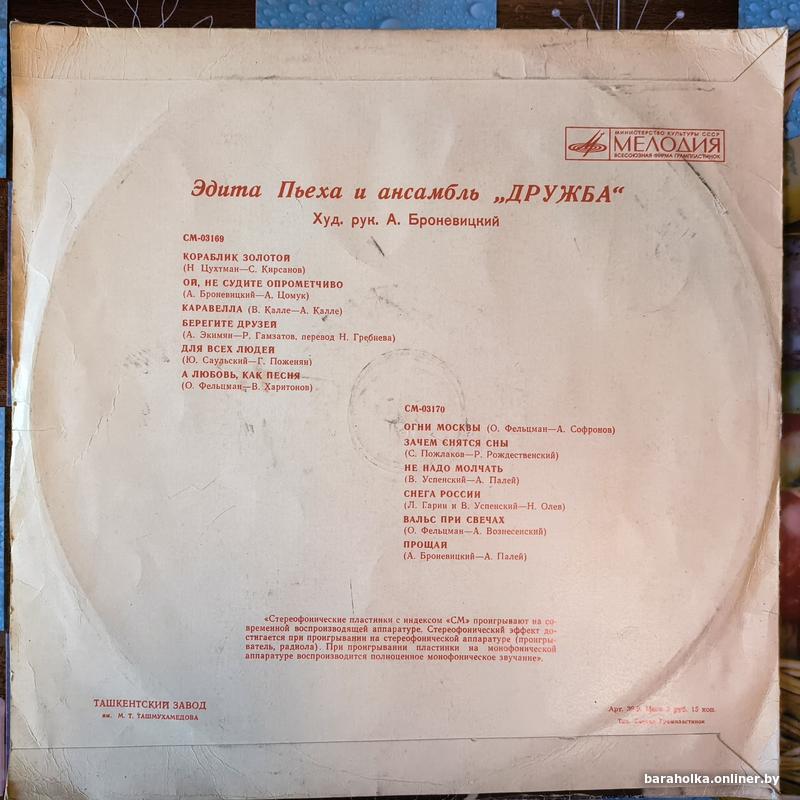 МИНИСТЕРСТВО КУЛЬТУРЫ СССР
МЕЛОДИЯ
ВСЕСОЮЗНАЯ ФИРМА ГРАМПЛАСТИНОК
Эдита Пьеха и ансамбль „ДРУЖБА“
Худ. рук. А. Броневицкий
СМ-03169
КОРАБЛИК ЗОЛОТОЙ
(Н Цухтман—С. Кирсанов)
ОЙ, НЕ СУДИТЕ ОПРОМЕТЧИВО
(А. Броневицкий—А. Цомук)
КАРАВЕЛЛА (В. Калле—А. Калле)
БЕРЕГИТЕ ДРУЗЕЙ
(А. Экимян—Р. Гамзатов, перевод Н. Гребнева)
ДЛЯ ВСЕХ ЛЮДЕЙ
(Ю. Саульский—Г. Поженян)
А ЛЮБОВЬ, КАК ПЕСНЯ
(О. Фельцман—В. Харитонов)
СМ-03170
ОГНИ МОСКВЫ (О. Фельцман—А. Софронов)
ЗАЧЕМ СНЯТСЯ СНЫ
(С. Пожлаков—Р. Рождественский)
НЕ НАДО МОЛЧАТЬ
(В. Успенский—А. Палей)
СНЕГА РОССИИ
(Л. Гарин и В. Успенский—Н. Олев)
ВАЛЬС ПРИ СВЕЧАХ
(О. Фельцман—А. Вознесенский)
ПРОЩАЙ
(А. Броневицкий—А. Палей)
«Стереофонические пластинки с индексом «СМ» проигрывают на со-
временной воспроизводящей аппаратуре. Стереофонический эффект до-
стигается при проигрывании на стереофонической аппаратуре (проигры-
ватель, радиола). При проигрывании пластинки на монофонической
аппаратуре воспроизводится полноценное монофоническое звучание».
ТАШКЕНТСКИЙ ЗАВОД
им. М. Т. ТАШМУХАМЕДОВА
Арт. Цена 2 руб. 15 коп.
Тип. Грампластинок
baraholka.onliner.by